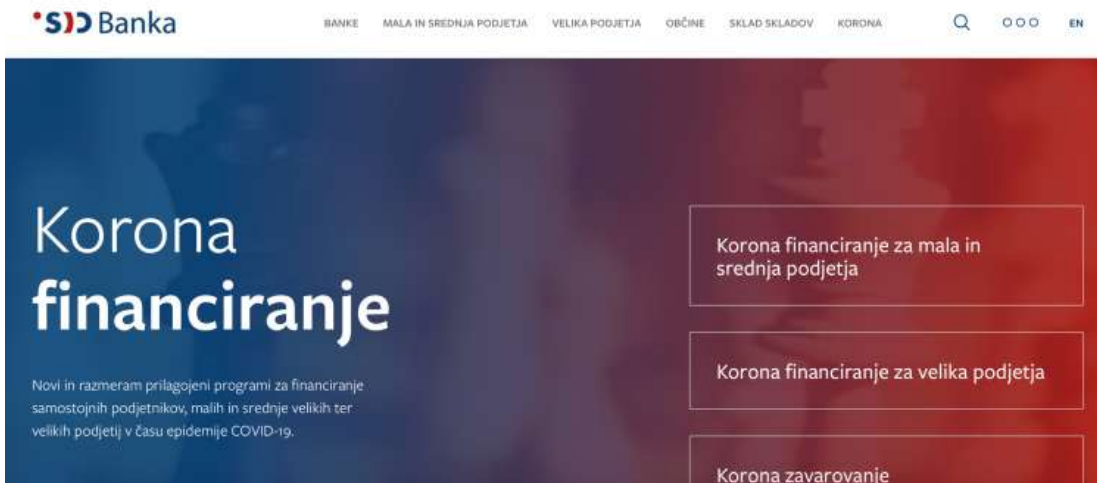 SID Banka
BANKE MALA IN SREDNJA PODJETJA VELIKA PODJETJA OBČINE SKLAD SKLADOV KORONA EN
Korona
financiranje
Novi in razmeram prilagojeni programi za financiranje
samostojnih podjetnikov, malih in srednje velikih ter
velikih podjetij v času epidemije COVID-19.
Korona financiranje za mala in
srednja podjetja
Korona financiranje za velika podjetja
Korona zavarovanje